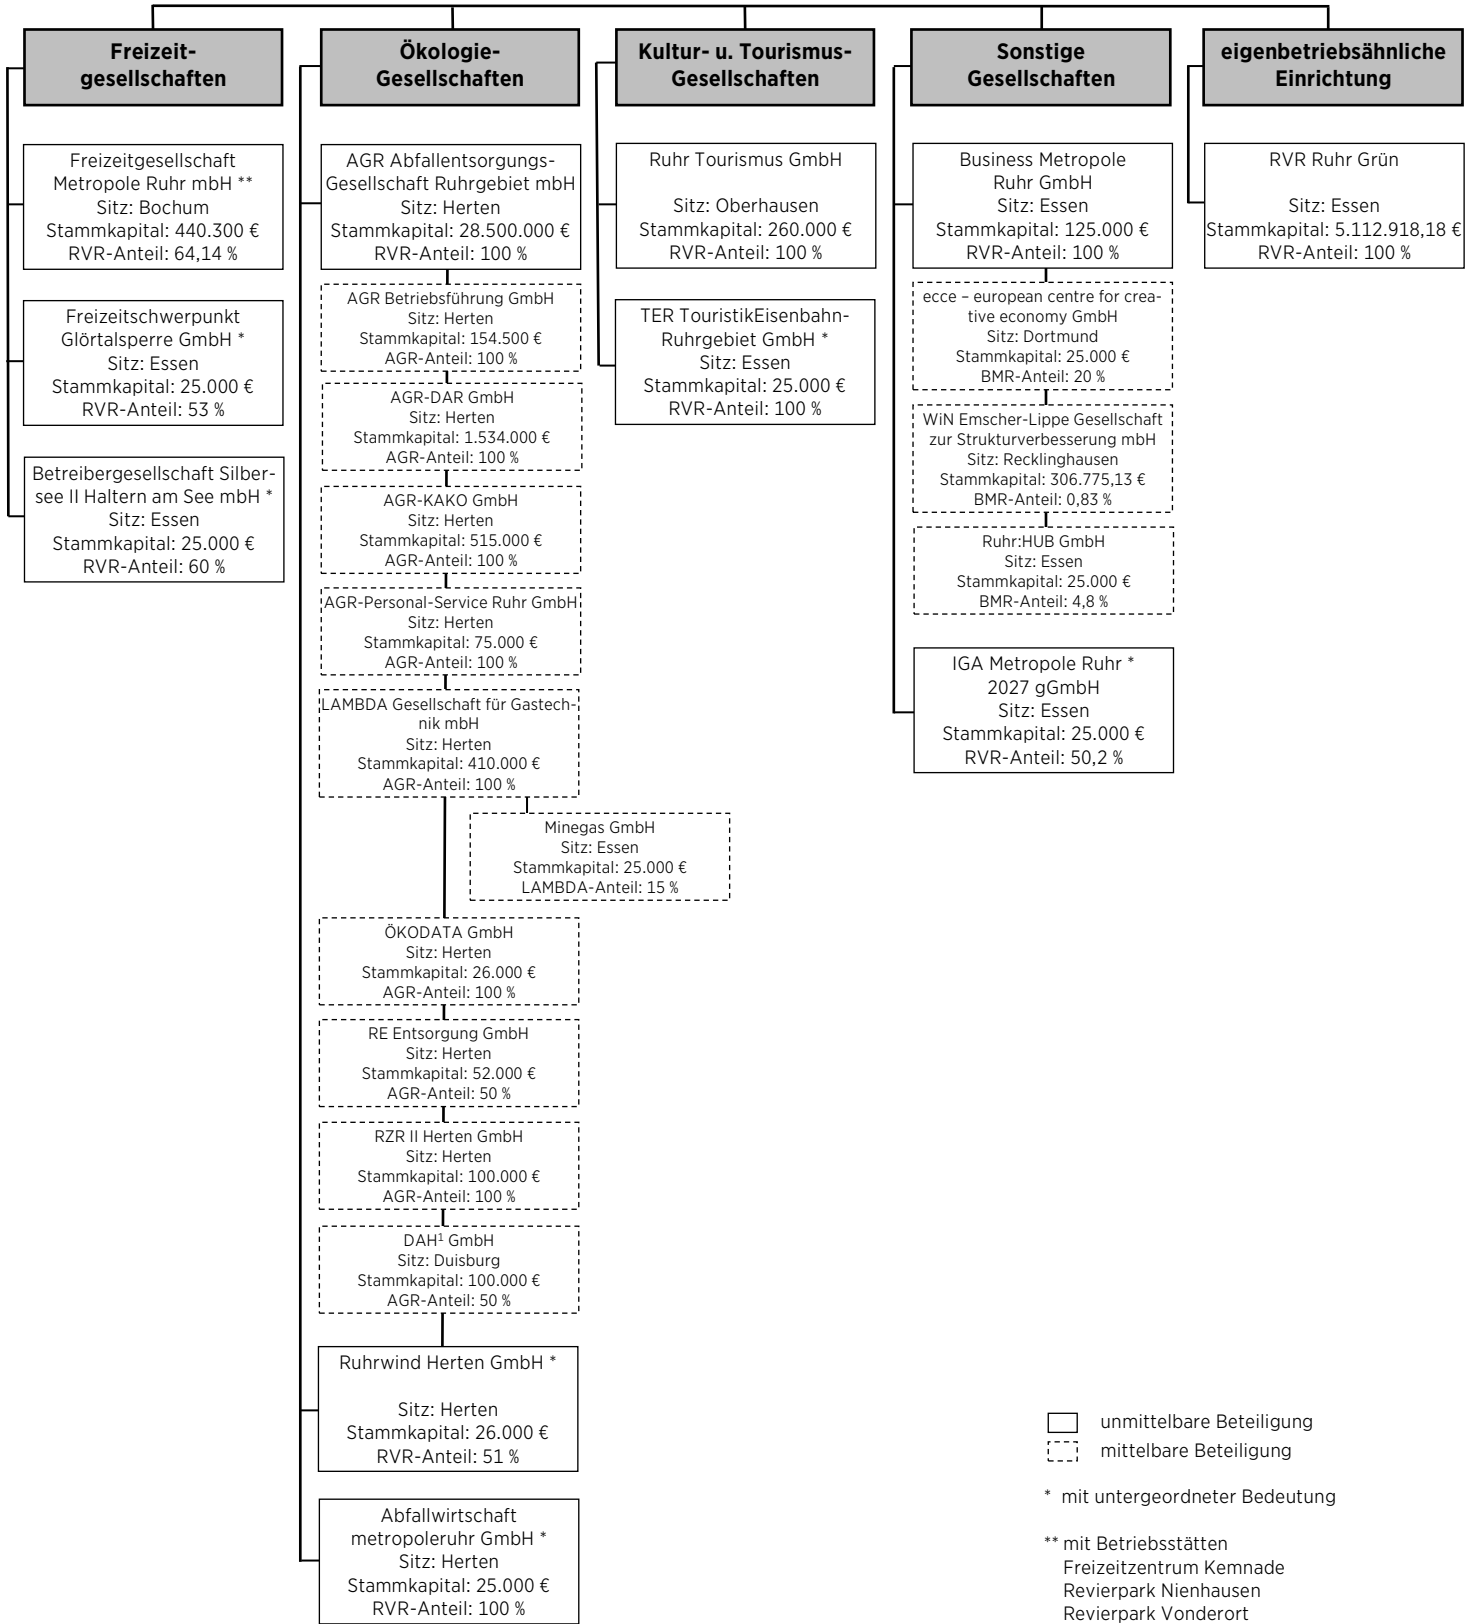 Freizeit-
gesellschaften
Freizeitgesellschaft
Metropole Ruhr mbH **
Sitz: Bochum
Stammkapital: 440.300 €
RVR-Anteil: 64,14 %
Freizeitschwerpunkt
Glörtalsperre GmbH *
Sitz: Essen
Stammkapital: 25.000 €
RVR-Anteil: 53 %
Betreibergesellschaft Silber-
see II Haltern am See mbH *
Sitz: Essen
Stammkapital: 25.000 €
RVR-Anteil: 60 %
Ökologie-
Gesellschaften
AGR Abfallentsorgungs-
Gesellschaft Ruhrgebiet mbH
Sitz: Herten
Stammkapital: 28.500.000 €
RVR-Anteil: 100 %
AGR Betriebsführung GmbH
Sitz: Herten
Stammkapital: 154.500 €
AGR-Anteil: 100 %
AGR-DAR GmbH
Sitz: Herten
Stammkapital: 1.534.000 €
AGR-Anteil: 100 %
AGR-KAKO GmbH
Sitz: Herten
Stammkapital: 515.000 €
AGR-Anteil: 100 %
AGR-Personal-Service Ruhr GmbH
Sitz: Herten
Stammkapital: 75.000 €
AGR-Anteil: 100 %
LAMBDA Gesellschaft für Gastech-
nik mbH
Sitz: Herten
Stammkapital: 410.000 €
AGR-Anteil: 100 %
Minegas GmbH
Sitz: Essen
Stammkapital: 25.000 €
LAMBDA-Anteil: 15 %
ÖKODATA GmbH
Sitz: Herten
Stammkapital: 26.000 €
AGR-Anteil: 100 %
RE Entsorgung GmbH
Sitz: Herten
Stammkapital: 52.000 €
AGR-Anteil: 50 %
RZR II Herten GmbH
Sitz: Herten
Stammkapital: 100.000 €
AGR-Anteil: 100 %
DAH¹ GmbH
Sitz: Duisburg
Stammkapital: 100.000 €
AGR-Anteil: 50 %
Ruhrwind Herten GmbH *
Sitz: Herten
Stammkapital: 26.000 €
RVR-Anteil: 51 %
Abfallwirtschaft
metropoleruhr GmbH *
Sitz: Herten
Stammkapital: 25.000 €
RVR-Anteil: 100 %
Kultur- u. Tourismus-
Gesellschaften
Ruhr Tourismus GmbH
Sitz: Oberhausen
Stammkapital: 260.000 €
RVR-Anteil: 100 %
TER TouristikEisenbahn-
Ruhrgebiet GmbH *
Sitz: Essen
Stammkapital: 25.000 €
RVR-Anteil: 100 %
Sonstige
Gesellschaften
Business Metropole
Ruhr GmbH
Sitz: Essen
Stammkapital: 125.000 €
RVR-Anteil: 100 %
ecce – european centre for crea-
tive economy GmbH
Sitz: Dortmund
Stammkapital: 25.000 €
BMR-Anteil: 20 %
WiN Emscher-Lippe Gesellschaft
zur Strukturverbesserung mbH
Sitz: Recklinghausen
Stammkapital: 306.775,13 €
BMR-Anteil: 0,83 %
Ruhr:HUB GmbH
Sitz: Essen
Stammkapital: 25.000 €
BMR-Anteil: 4,8 %
IGA Metropole Ruhr *
2027 gGmbH
Sitz: Essen
Stammkapital: 25.000 €
RVR-Anteil: 50,2 %
eigenbetriebsähnliche
Einrichtung
RVR Ruhr Grün
Sitz: Essen
Stammkapital: 5.112.918,18 €
RVR-Anteil: 100 %
unmittelbare Beteiligung
mittelbare Beteiligung
* mit untergeordneter Bedeutung
** mit Betriebsstätten
Freizeitzentrum Kemnade
Revierpark Nienhausen
Revierpark Vonderort